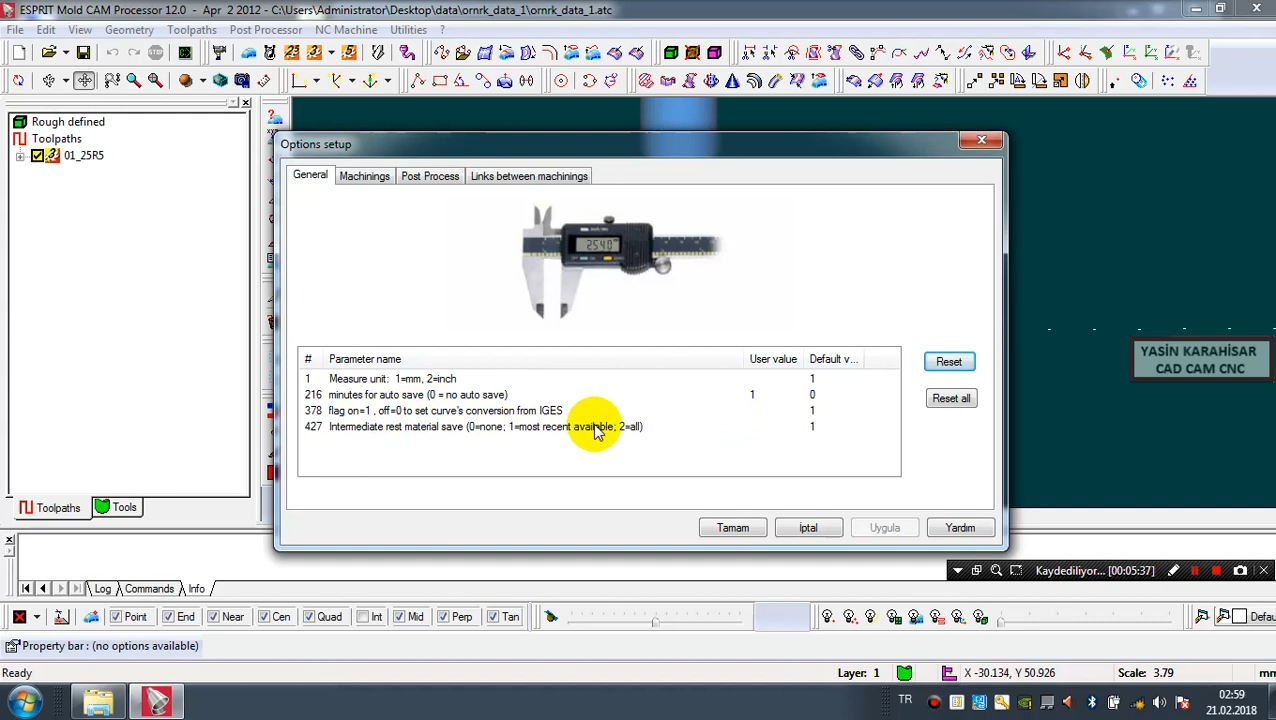 ESPRIT Mold CAM Processor 12.0 - Apr 2 2012 - C:\Users\Administrator\Desktop\data\ornrk_data_1\ornrk_data_1.atc
File Edit View Geometry Toolpaths Post Processor NC Machine Utilities ?
Rough defined
Toolpaths
01_25R5
Options setup
General Machinings Post Process Links between machinings
# Parameter name User value Default v...
1 Measure unit: 1=mm, 2=inch 1
216 minutes for auto save (0 = no auto save) 1 0
378 flag on=1 , off=0 to set curve's conversion from IGES 1
427 Intermediate rest material save (0=none; 1=most recent available; 2=all) 1
Reset
Reset all
YASİN KARAHİSAR
CAD CAM CNC
Toolpaths Tools
Tamam İptal Uygula Yardım
Kaydediliyor... [00:05:37]
Log Commands Info
Point End Near Cen Quad Int Mid Perp Tan Defau
Property bar : (no options available)
Ready Layer: 1 X -30.134, Y 50.926 Scale: 3.79 mm
TR 02:59
21.02.2018